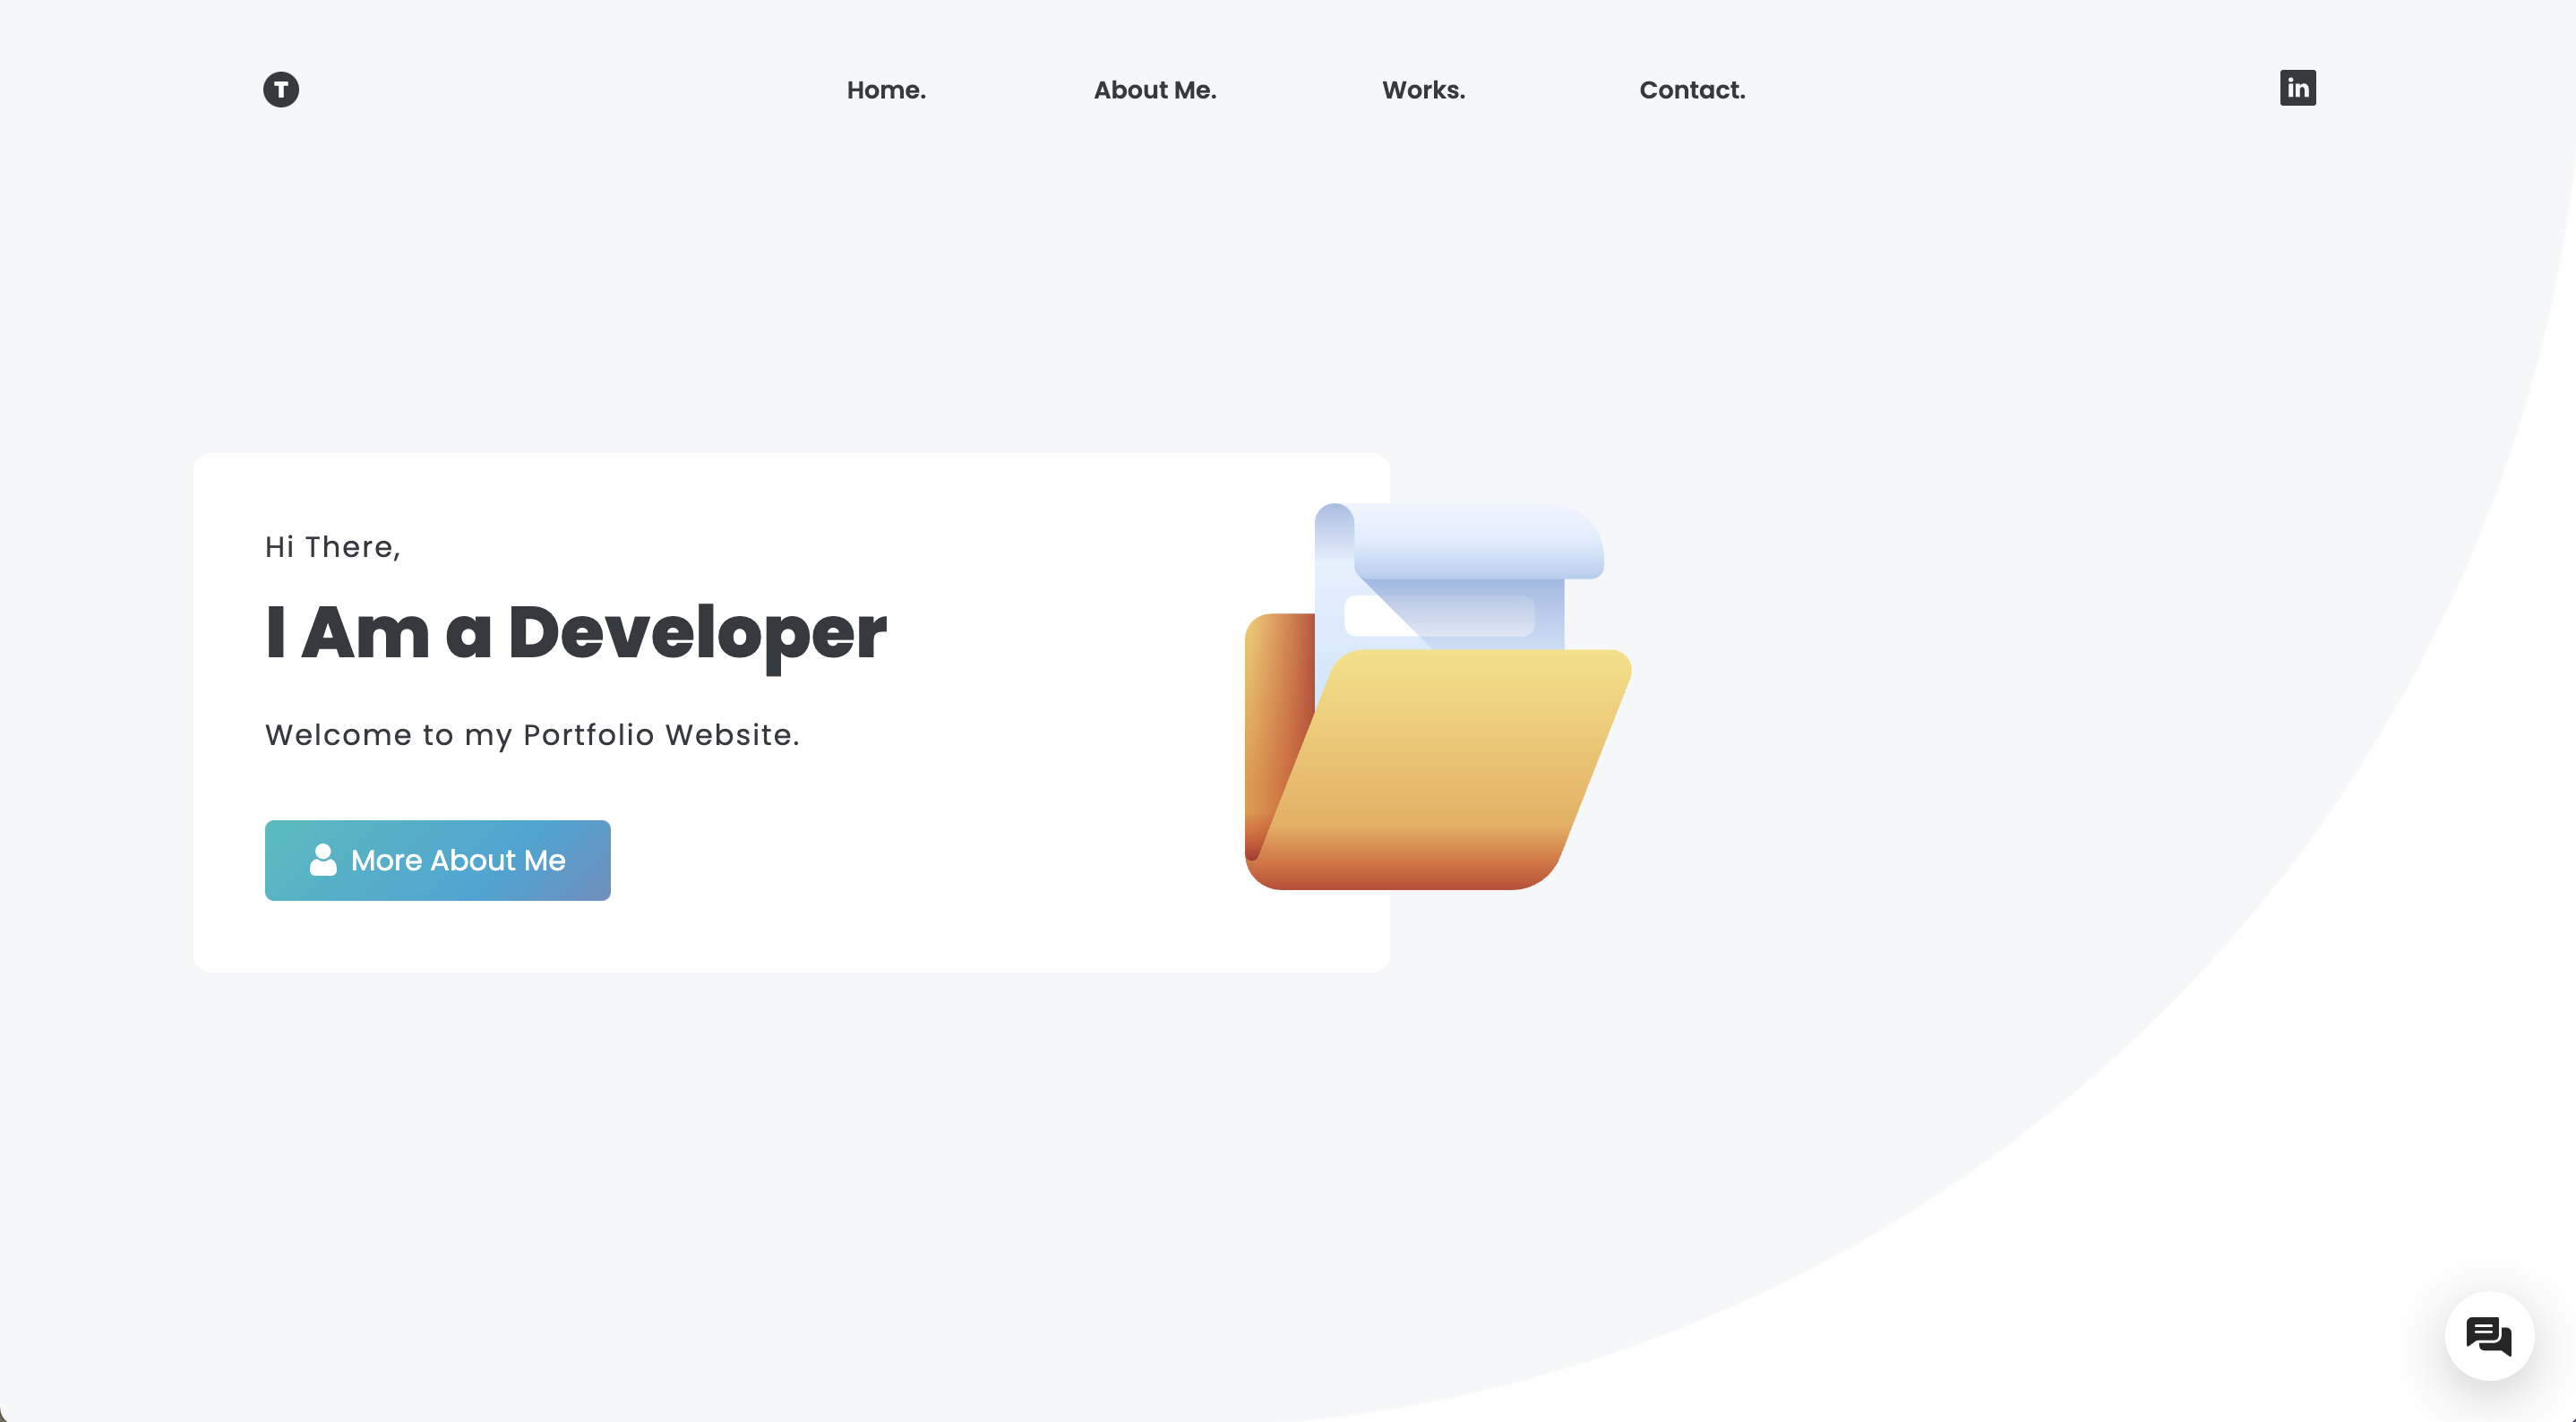 T
Home.
About Me.
Works.
Contact.
in
Hi There,
I Am a Developer
Welcome to my Portfolio Website.
More About Me